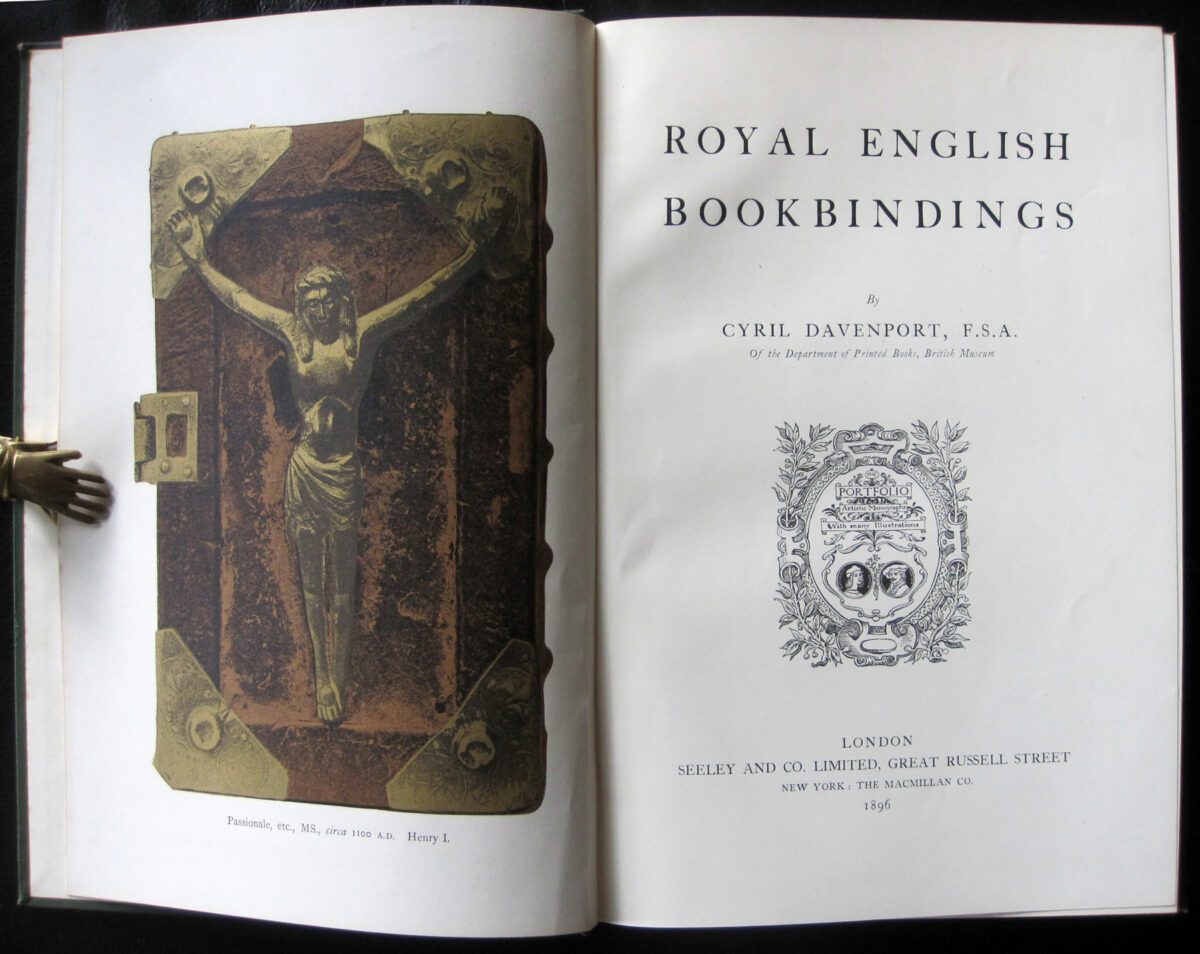 Passionale, etc., MS., circa 1100 A.D. Henry I.
ROYAL ENGLISH
BOOKBINDINGS
By
CYRIL DAVENPORT, F.S.A.
Of the Department of Printed Books, British Museum
THE
PORTFOLIO
Artistic Monographs
With many Illustrations
LONDON
SEELEY AND CO. LIMITED, GREAT RUSSELL STREET
NEW YORK: THE MACMILLAN CO.
1896